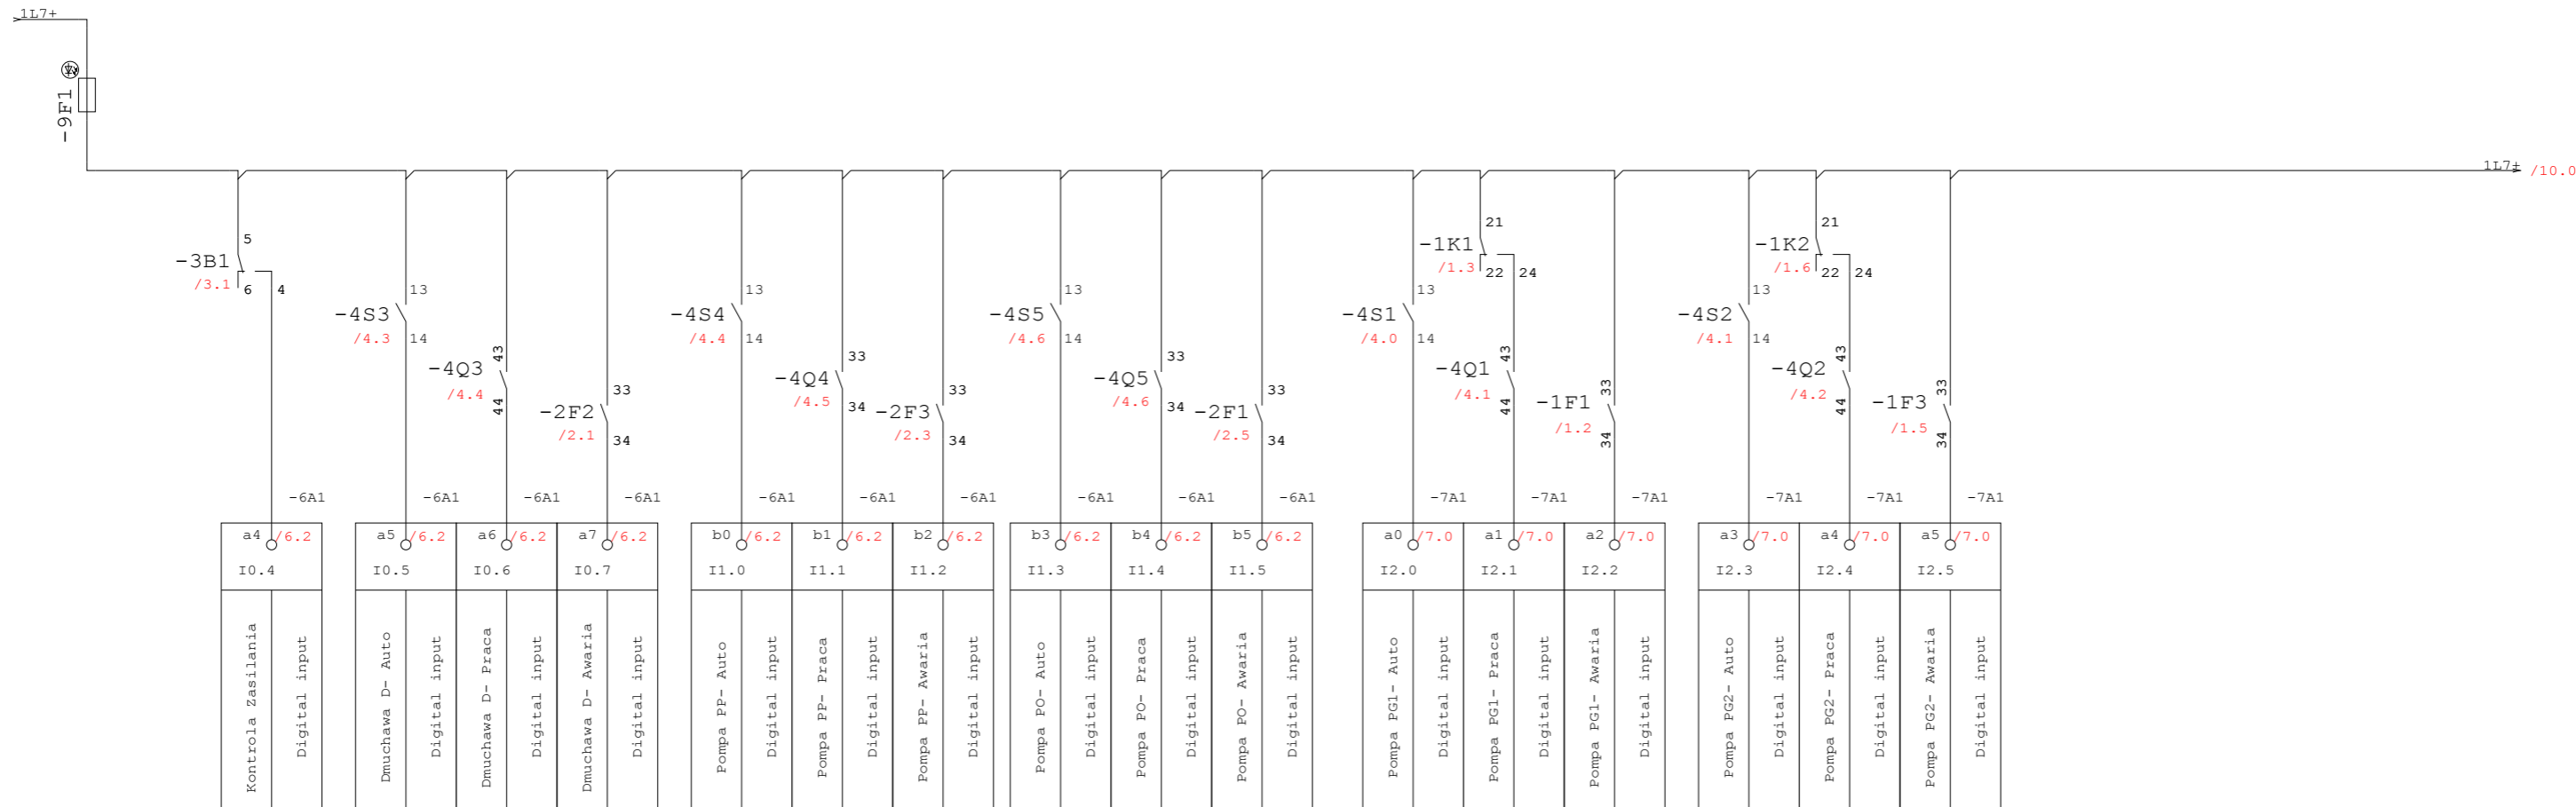 1L7+
-9F1
1L7+ /10.0
5
-3B1
/3.1
6 4
13
-4S3
/4.3 14
43
-4Q3
/4.4
44
33
-2F2
/2.1 34
13
-4S4
/4.4 14
33
-4Q4
/4.5 34
33
-2F3
/2.3 34
13
-4S5
/4.6 14
33
-4Q5
/4.6 34
33
-2F1
/2.5 34
13
-4S1
/4.0 14
21
-1K1
/1.3 22 24
43
-4Q1
/4.1
44
33
-1F1
/1.2
34
13
-4S2
/4.1 14
21
-1K2
/1.6 22 24
43
-4Q2
/4.2
44
33
-1F3
/1.5
34
-6A1 -6A1 -6A1 -6A1 -6A1 -6A1 -6A1 -6A1 -6A1 -6A1 -7A1 -7A1 -7A1 -7A1 -7A1 -7A1
a4 /6.2 a5 /6.2 a6 /6.2 a7 /6.2 b0 /6.2 b1 /6.2 b2 /6.2 b3 /6.2 b4 /6.2 b5 /6.2 a0 /7.0 a1 /7.0 a2 /7.0 a3 /7.0 a4 /7.0 a5 /7.0
I0.4 I0.5 I0.6 I0.7 I1.0 I1.1 I1.2 I1.3 I1.4 I1.5 I2.0 I2.1 I2.2 I2.3 I2.4 I2.5
Kontrola Zasilania
Digital input
Dmuchawa D- Auto
Digital input
Dmuchawa D- Praca
Digital input
Dmuchawa D- Awaria
Digital input
Pompa PP- Auto
Digital input
Pompa PP- Praca
Digital input
Pompa PP- Awaria
Digital input
Pompa PO- Auto
Digital input
Pompa PO- Praca
Digital input
Pompa PO- Awaria
Digital input
Pompa PG1- Auto
Digital input
Pompa PG1- Praca
Digital input
Pompa PG1- Awaria
Digital input
Pompa PG2- Auto
Digital input
Pompa PG2- Praca
Digital input
Pompa PG2- Awaria
Digital input